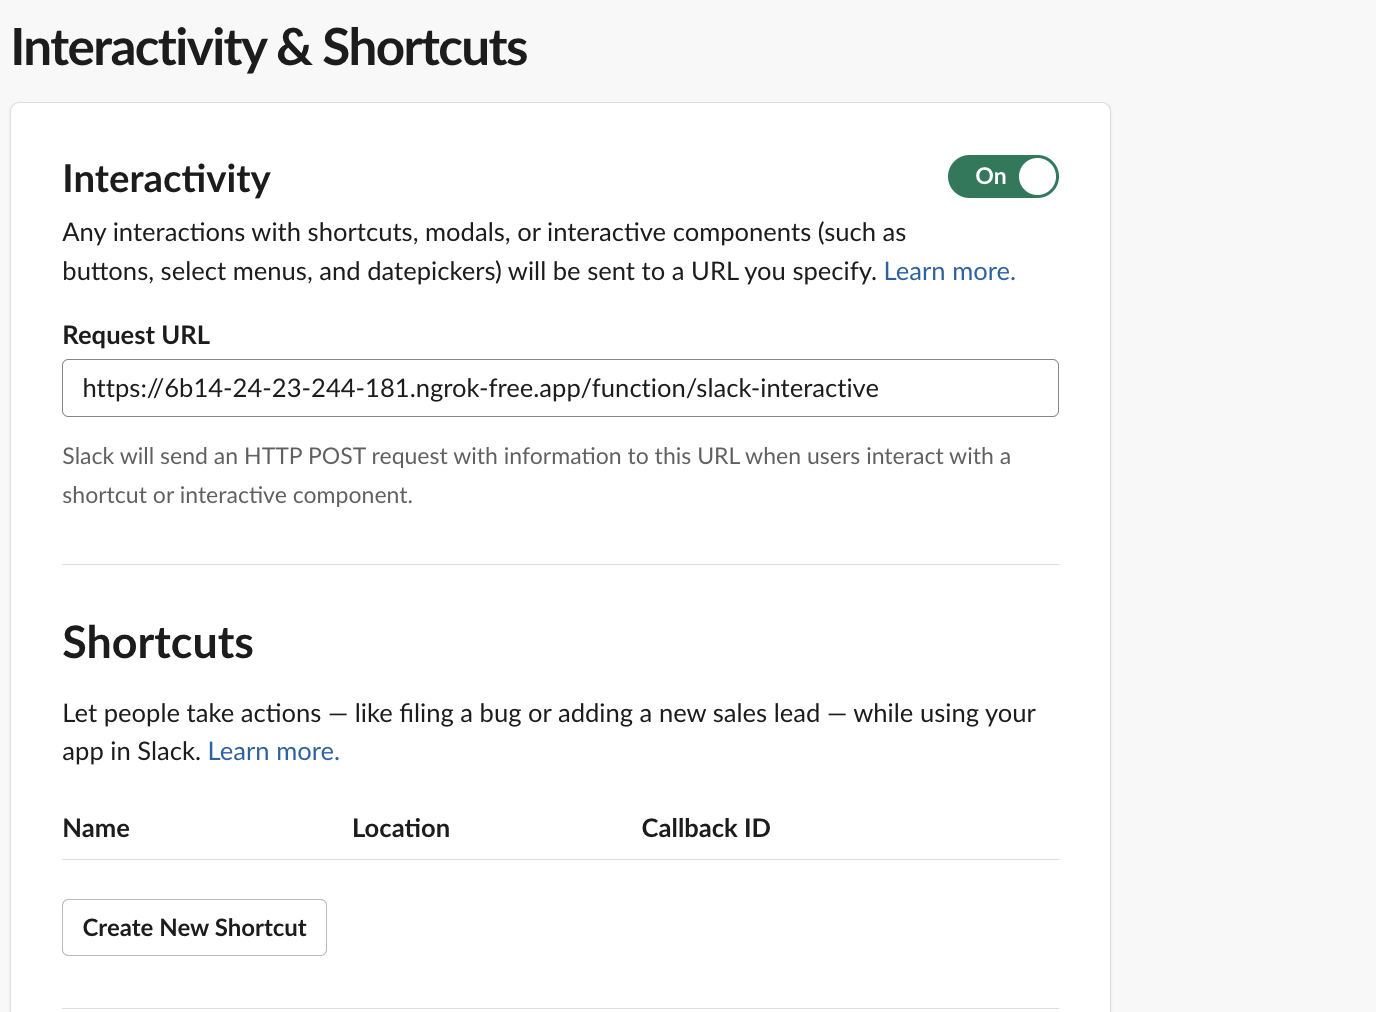 Interactivity & Shortcuts
Interactivity
On
Any interactions with shortcuts, modals, or interactive components (such as
buttons, select menus, and datepickers) will be sent to a URL you specify. Learn more.
Request URL
https://6b14-24-23-244-181.ngrok-free.app/function/slack-interactive
Slack will send an HTTP POST request with information to this URL when users interact with a
shortcut or interactive component.
Shortcuts
Let people take actions — like filing a bug or adding a new sales lead — while using your
app in Slack. Learn more.
Name Location Callback ID
Create New Shortcut